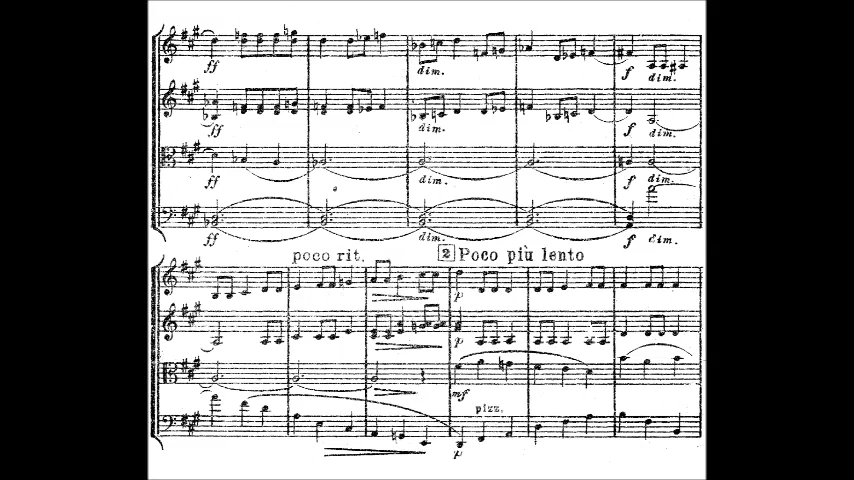 ff dim. f dim.
ff dim. f dim.
ff dim. f dim.
ff dim. f dim.
poco rit. 2 Poco più lento
p
p
mf
pizz.
p